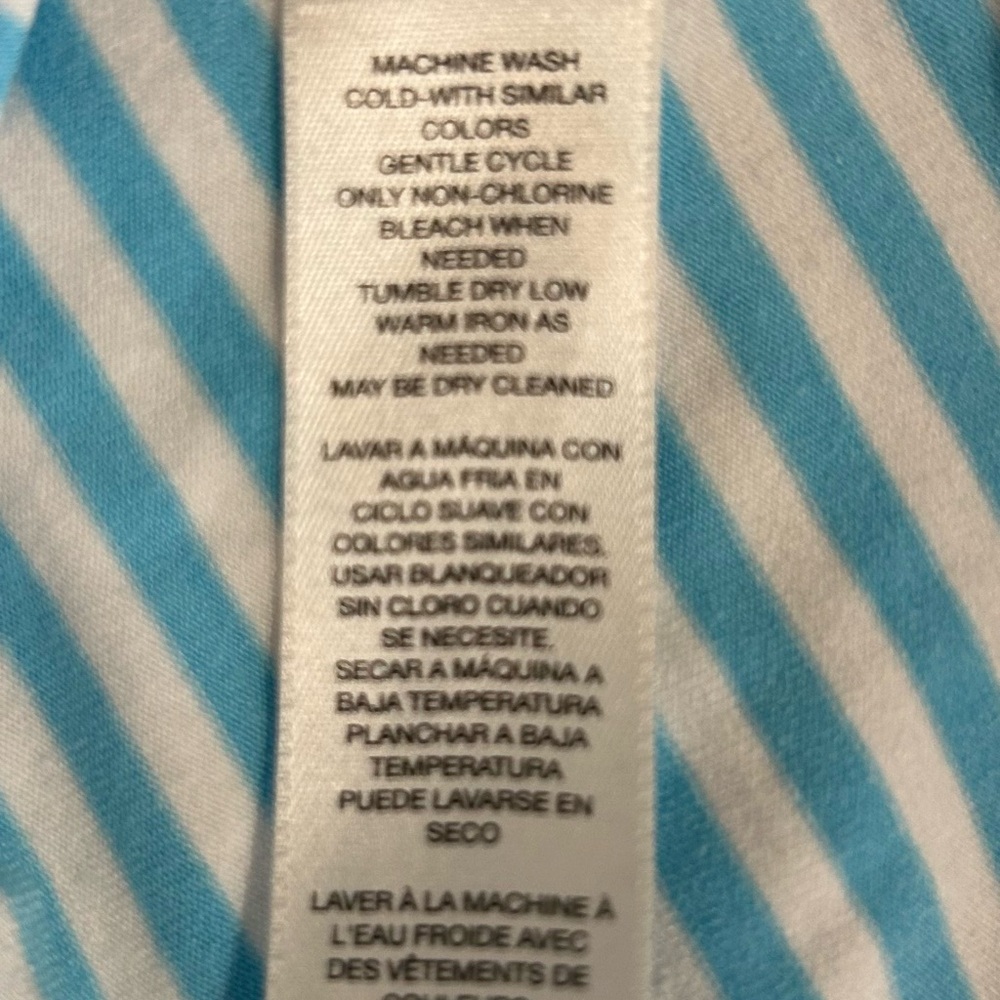 MACHINE WASH
COLD-WITH SIMILAR
COLORS
GENTLE CYCLE
ONLY NON-CHLORINE
BLEACH WHEN
NEEDED
TUMBLE DRY LOW
WARM IRON AS
NEEDED
MAY BE DRY CLEANED
LAVAR A MÁQUINA CON
AGUA FRIA EN
CICLO SUAVE CON
COLORES SIMILARES.
USAR BLANQUEADOR
SIN CLORO CUANDO
SE NECESITE.
SECAR A MÁQUINA A
BAJA TEMPERATURA
PLANCHAR A BAJA
TEMPERATURA
PUEDE LAVARSE EN
SECO
LAVER À LA MACHINE À
L'EAU FROIDE AVEC
DES VÊTEMENTS DE